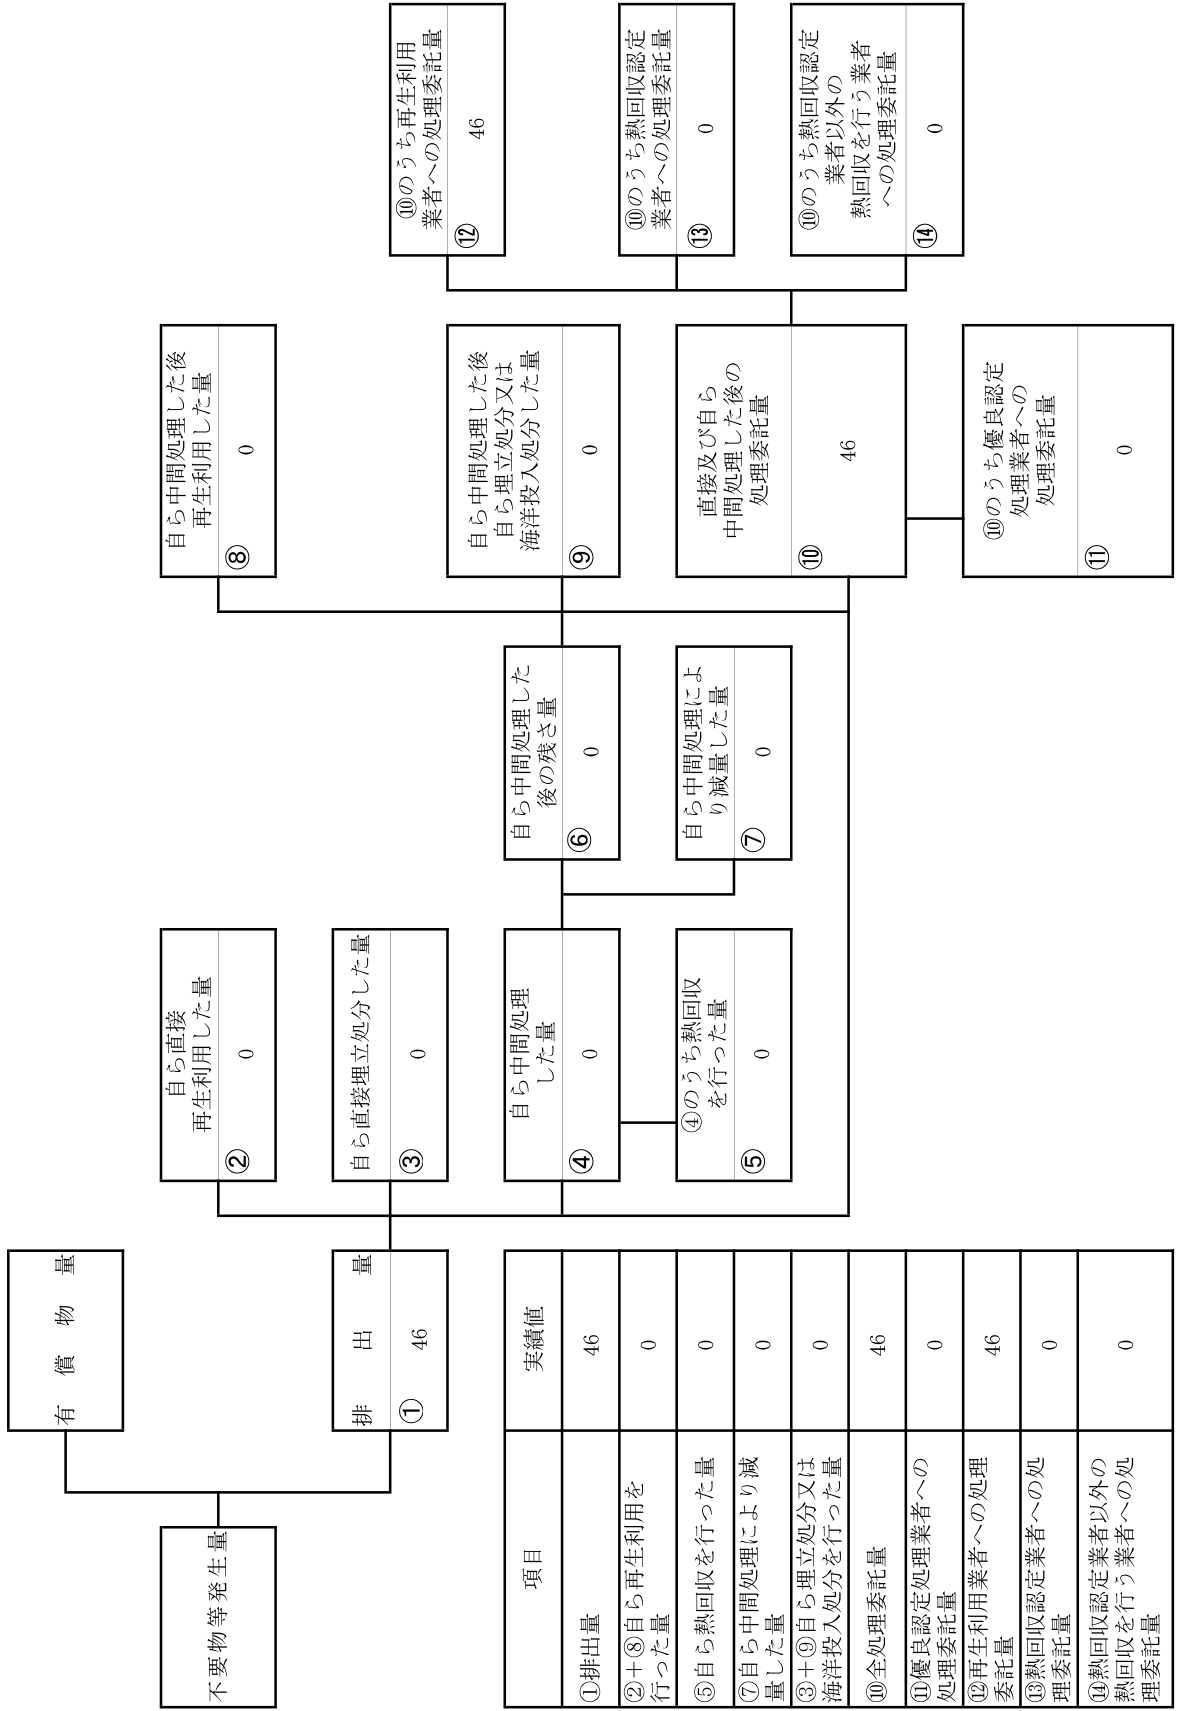 不要物等発生量
有償物量
排出量
① 46
自ら直接
再生利用した量
② 0
自ら直接埋立処分した量
③ 0
自ら中間処理
した量
④ 0
④のうち熱回収
を行った量
⑤ 0
自ら中間処理した
後の残さ量
⑥ 0
自ら中間処理によ
り減量した量
⑦ 0
自ら中間処理した後
再生利用した量
⑧ 0
自ら中間処理した後
自ら埋立処分又は
海洋投入処分した量
⑨ 0
直接及び自ら
中間処理した後の
処理委託量
⑩ 46
⑩のうち優良認定
処理業者への
処理委託量
⑪ 0
⑩のうち再生利用
業者への処理委託量
⑫ 46
⑩のうち熱回収認定
業者への処理委託量
⑬ 0
⑩のうち熱回収認定
業者以外の
熱回収を行う業者
への処理委託量
⑭ 0
項目 実績値
①排出量 46
②+⑧自ら再生利用を
行った量 0
⑤自ら熱回収を行った量 0
⑦自ら中間処理により減
量した量 0
③+⑨自ら埋立処分又は
海洋投入処分を行った量 0
⑩全処理委託量 46
⑪優良認定処理業者への
処理委託量 0
⑫再生利用業者への処理
委託量 46
⑬熱回収認定業者への処
理委託量 0
⑭熱回収認定業者以外の
熱回収を行う業者への処
理委託量 0